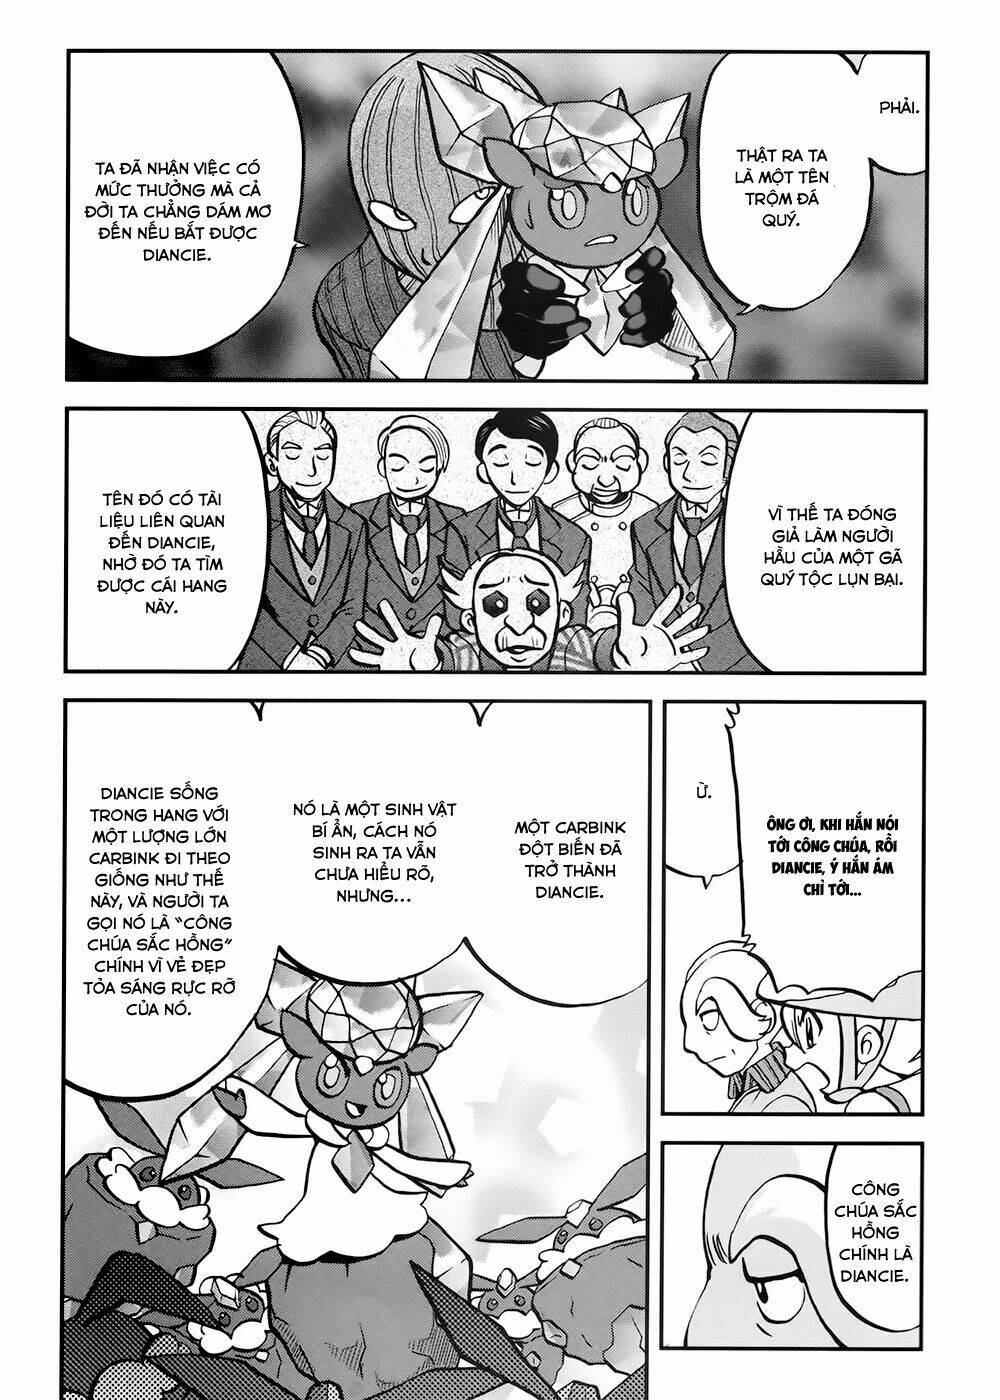 PHẢI.
THẬT RA TA
LÀ MỘT TÊN
TRỘM ĐÁ
QUÝ.
TA ĐÃ NHẬN VIỆC CÓ
MỨC THƯỞNG MÀ CẢ
ĐỜI TA CHẲNG DÁM MƠ
ĐẾN NẾU BẮT ĐƯỢC
DIANCIE.
VÌ THẾ TA ĐÓNG
GIẢ LÀM NGƯỜI
HẦU CỦA MỘT GÃ
QUÝ TỘC LỤN BẠI.
TÊN ĐÓ CÓ TÀI
LIỆU LIÊN QUAN
ĐẾN DIANCIE,
NHỜ ĐÓ TA TÌM
ĐƯỢC CÁI HANG
NÀY.
ÔNG ƠI, KHI HẮN NÓI
TỚI CÔNG CHÚA, RỒI
DIANCIE, Ý HẮN ÁM
CHỈ TỚI...
Ừ.
CÔNG
CHÚA SẮC
HỒNG
CHÍNH LÀ
DIANCIE.
MỘT CARBINK
ĐỘT BIẾN ĐÃ
TRỞ THÀNH
DIANCIE.
NÓ LÀ MỘT SINH VẬT
BÍ ẨN, CÁCH NÓ
SINH RA TA VẪN
CHƯA HIỂU RÕ,
NHƯNG...
DIANCIE SỐNG
TRONG HANG VỚI
MỘT LƯỢNG LỚN
CARBINK ĐI THEO
GIỐNG NHƯ THẾ
NÀY, VÀ NGƯỜI TA
GỌI NÓ LÀ "CÔNG
CHÚA SẮC HỒNG"
CHÍNH VÌ VẺ ĐẸP
TỎA SÁNG RỰC RỠ
CỦA NÓ.